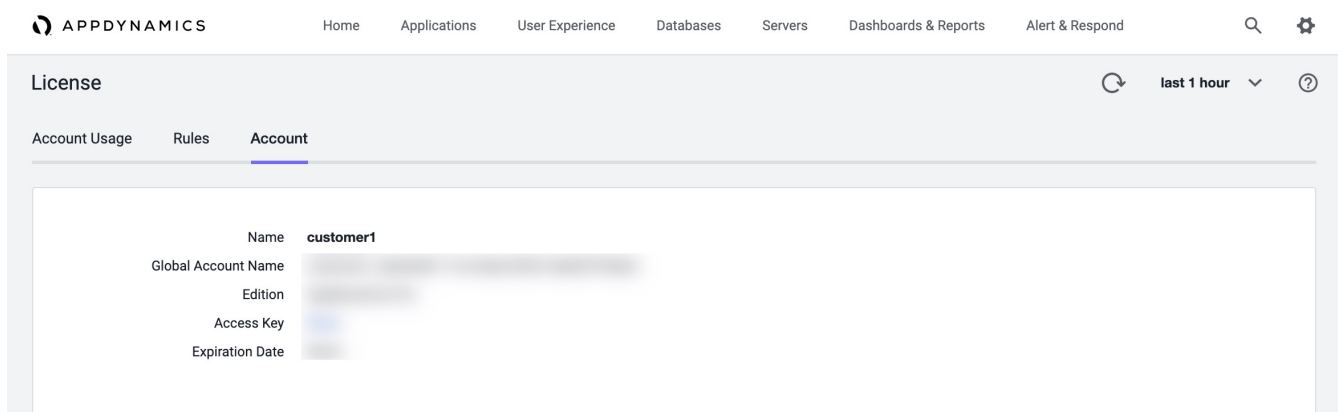 APPDYNAMICS Home Applications User Experience Databases Servers Dashboards & Reports Alert & Respond
License last 1 hour
Account Usage Rules Account
Name customer1
Global Account Name
Edition
Access Key
Expiration Date